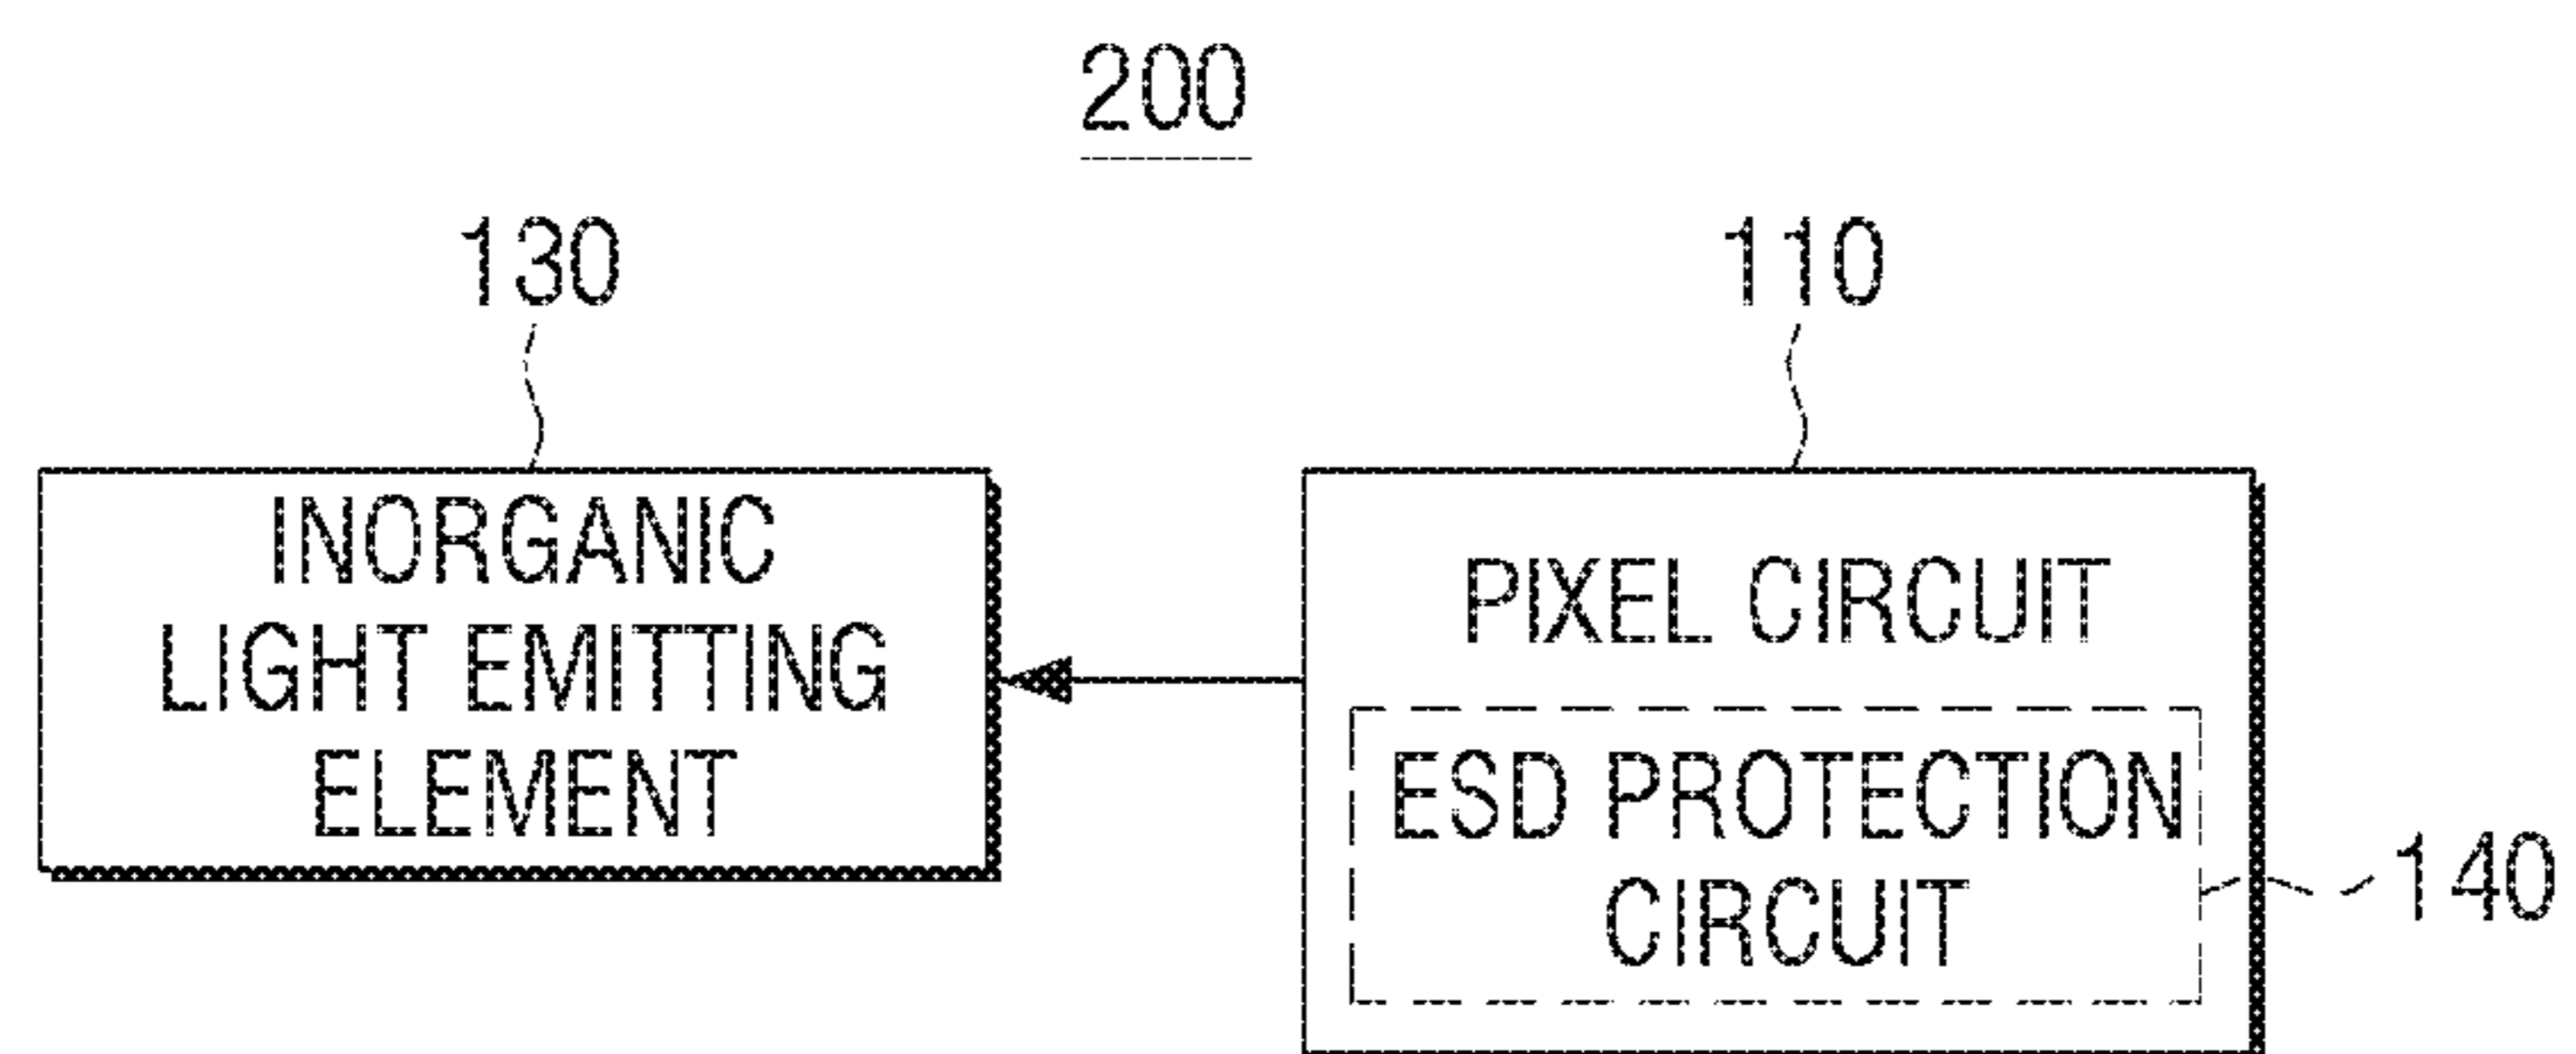 200
130
110
INORGANIC
LIGHT EMITTING
ELEMENT
PIXEL CIRCUIT
ESD PROTECTION
CIRCUIT
140